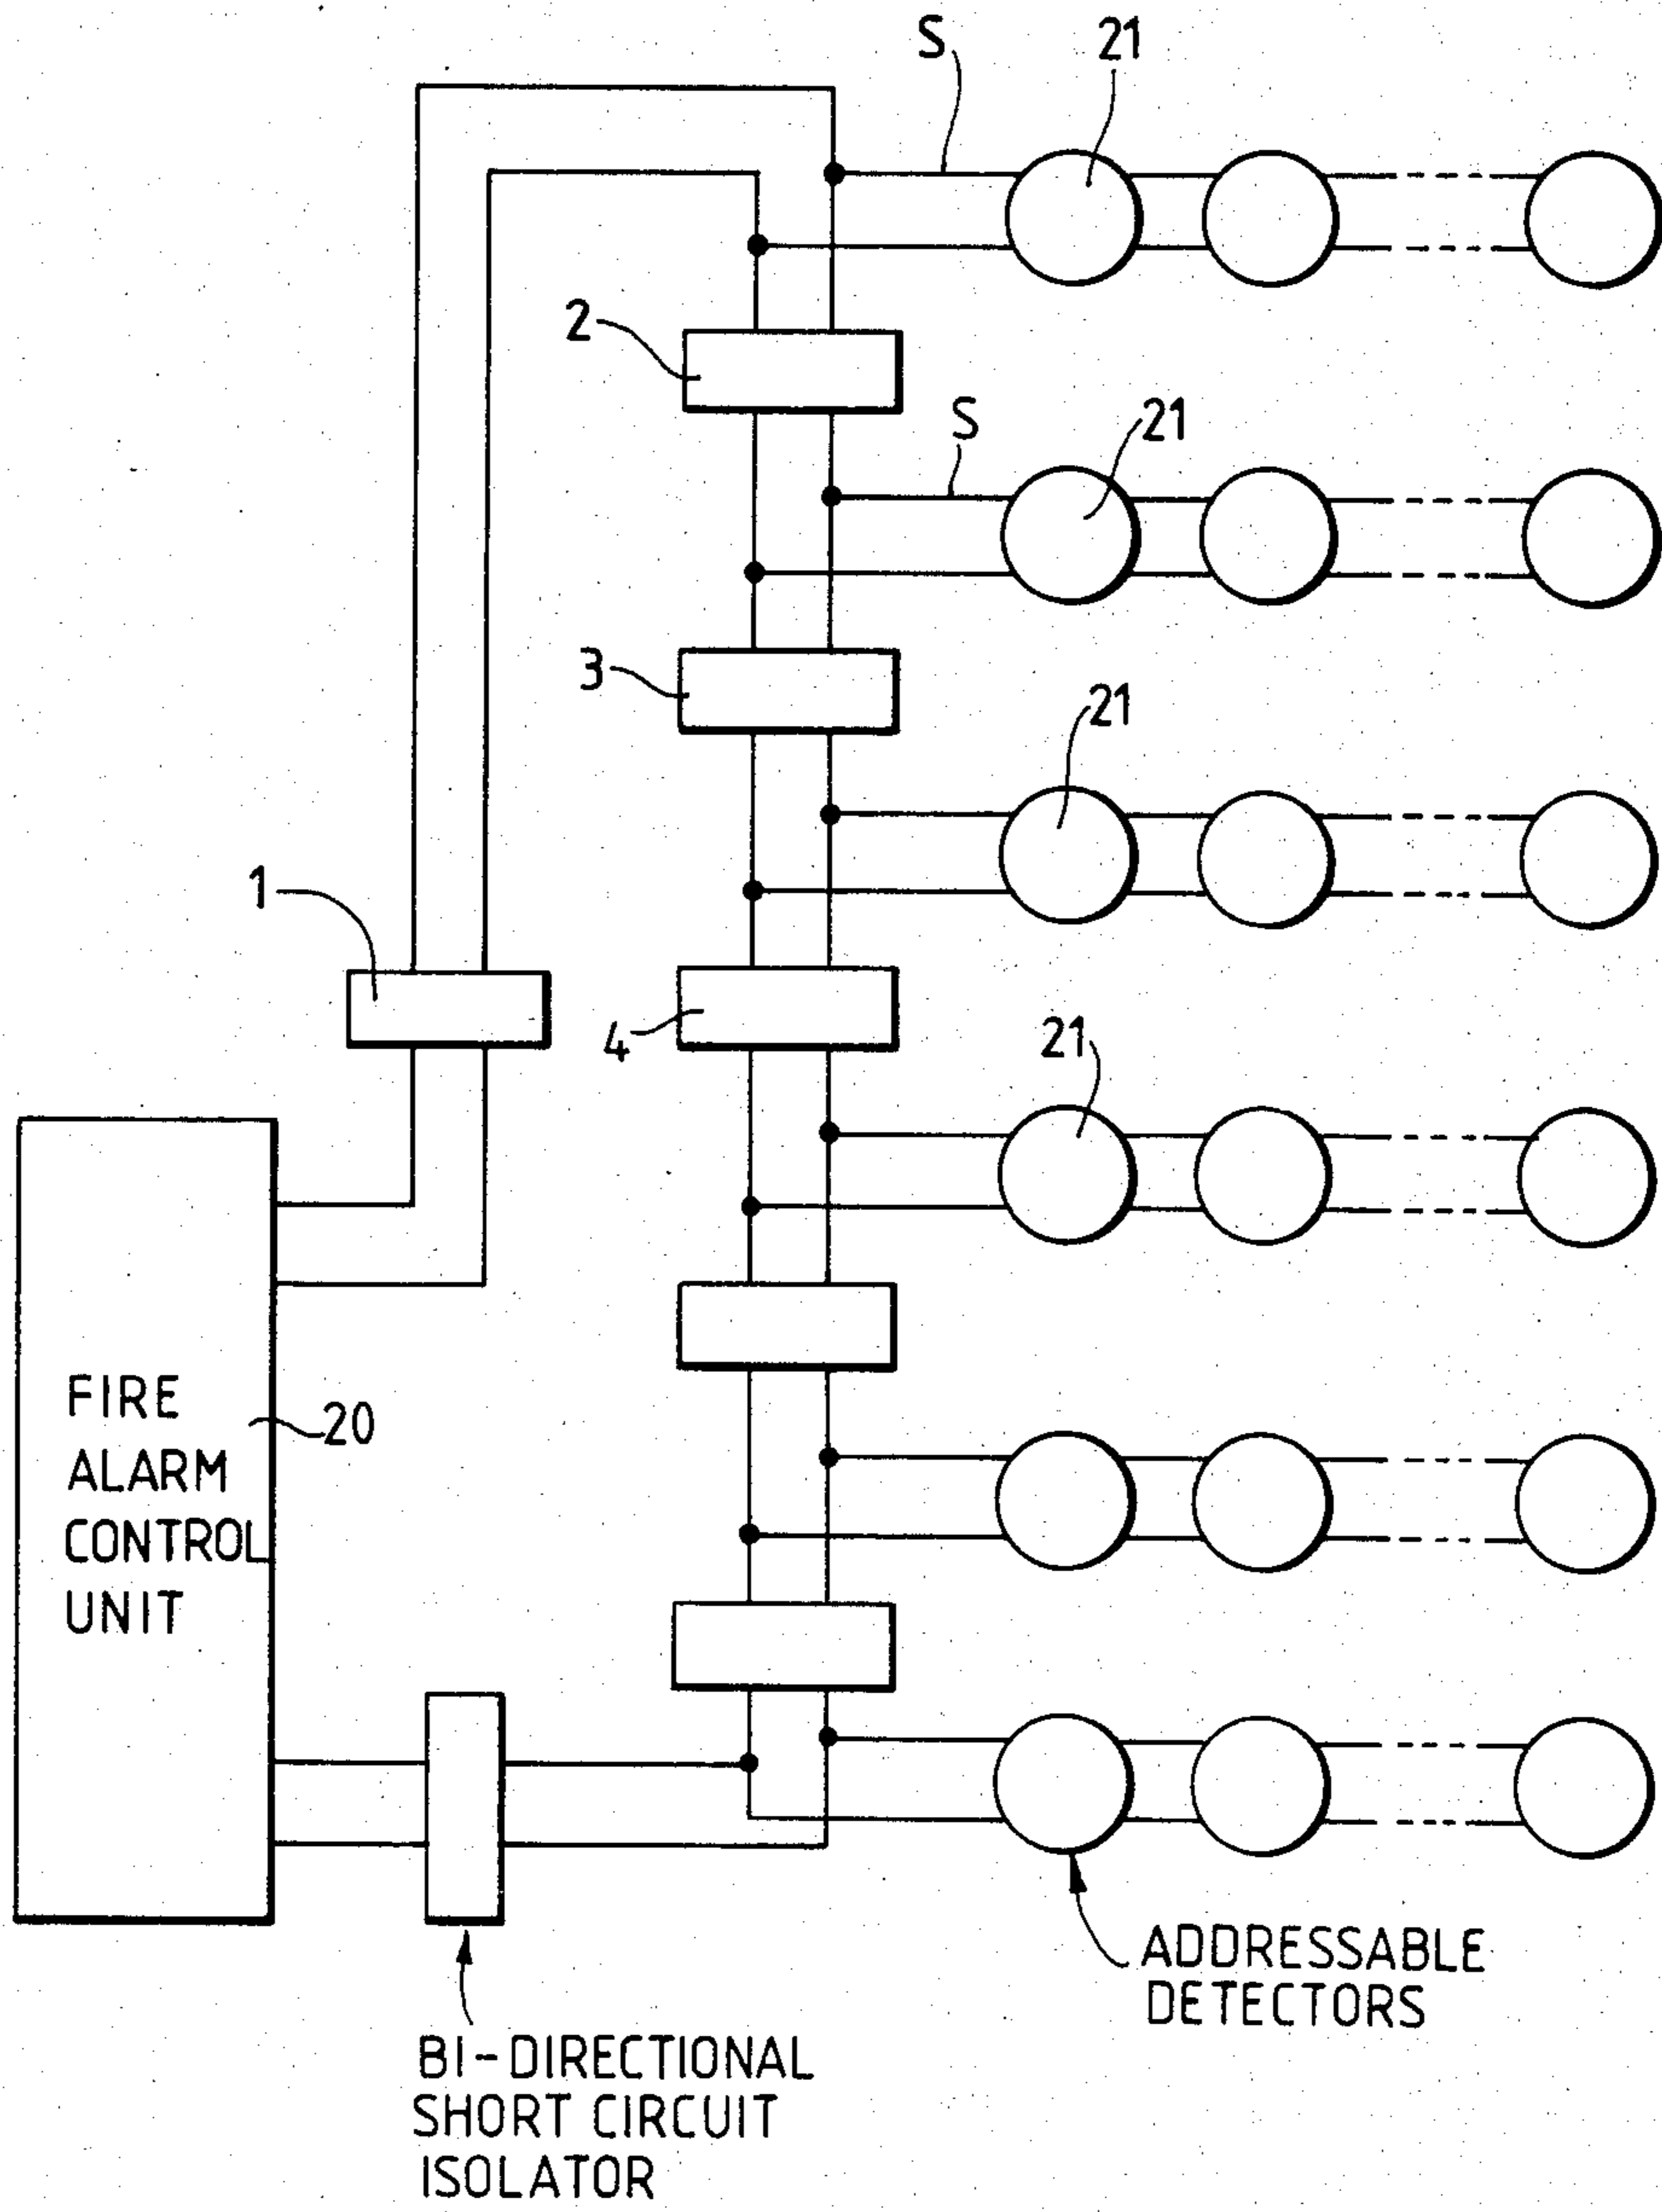 S
21
2
S
21
3
21
1
4
21
FIRE
20
ALARM
CONTROL
UNIT
ADDRESSABLE
DETECTORS
BI-DIRECTIONAL
SHORT CIRCUIT
ISOLATOR